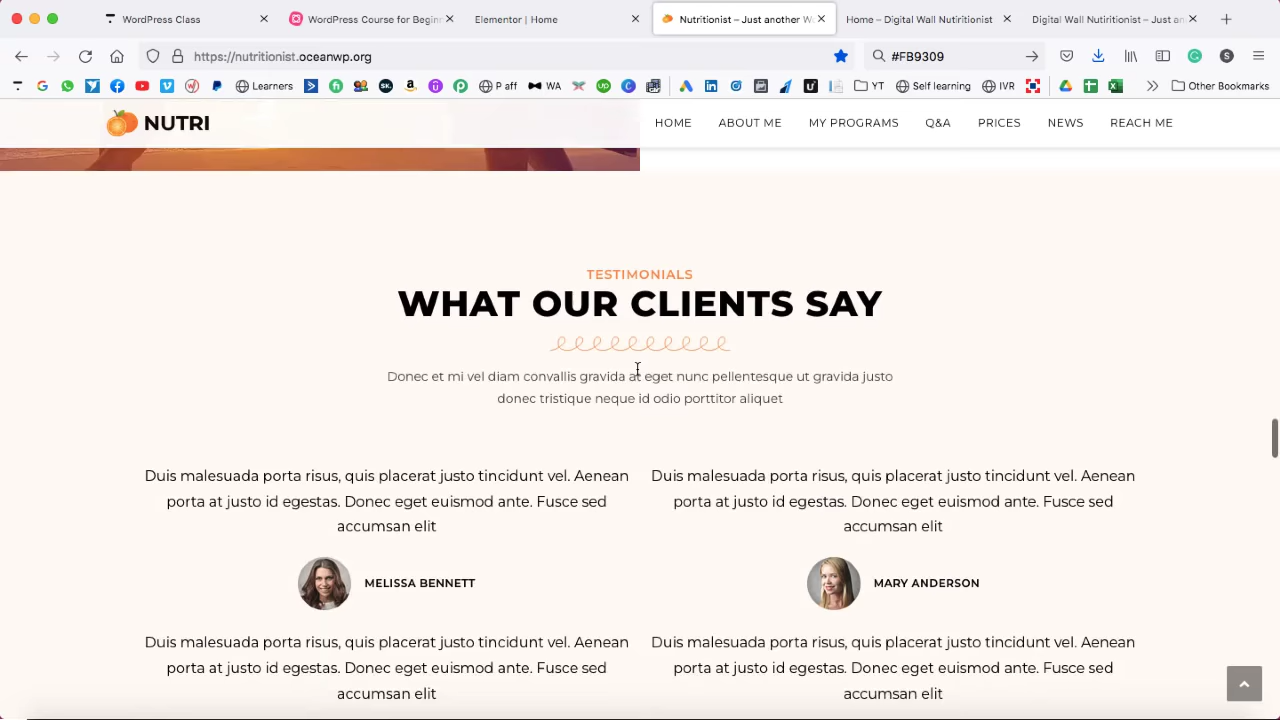 WordPress Class
WordPress Course for Beginn
Elementor | Home
Nutritionist – Just another W
Home – Digital Wall Nutiritionist
Digital Wall Nutiritionist – Just an
https://nutritionist.oceanwp.org
#FB9309
Learners
P aff
WA
YT
Self learning
IVR
Other Bookmarks
NUTRI
HOME
ABOUT ME
MY PROGRAMS
Q&A
PRICES
NEWS
REACH ME
TESTIMONIALS
WHAT OUR CLIENTS SAY
Donec et mi vel diam convallis gravida at eget nunc pellentesque ut gravida justo
donec tristique neque id odio porttitor aliquet
Duis malesuada porta risus, quis placerat justo tincidunt vel. Aenean
porta at justo id egestas. Donec eget euismod ante. Fusce sed
accumsan elit
Duis malesuada porta risus, quis placerat justo tincidunt vel. Aenean
porta at justo id egestas. Donec eget euismod ante. Fusce sed
accumsan elit
MELISSA BENNETT
MARY ANDERSON
Duis malesuada porta risus, quis placerat justo tincidunt vel. Aenean
porta at justo id egestas. Donec eget euismod ante. Fusce sed
accumsan elit
Duis malesuada porta risus, quis placerat justo tincidunt vel. Aenean
porta at justo id egestas. Donec eget euismod ante. Fusce sed
accumsan elit